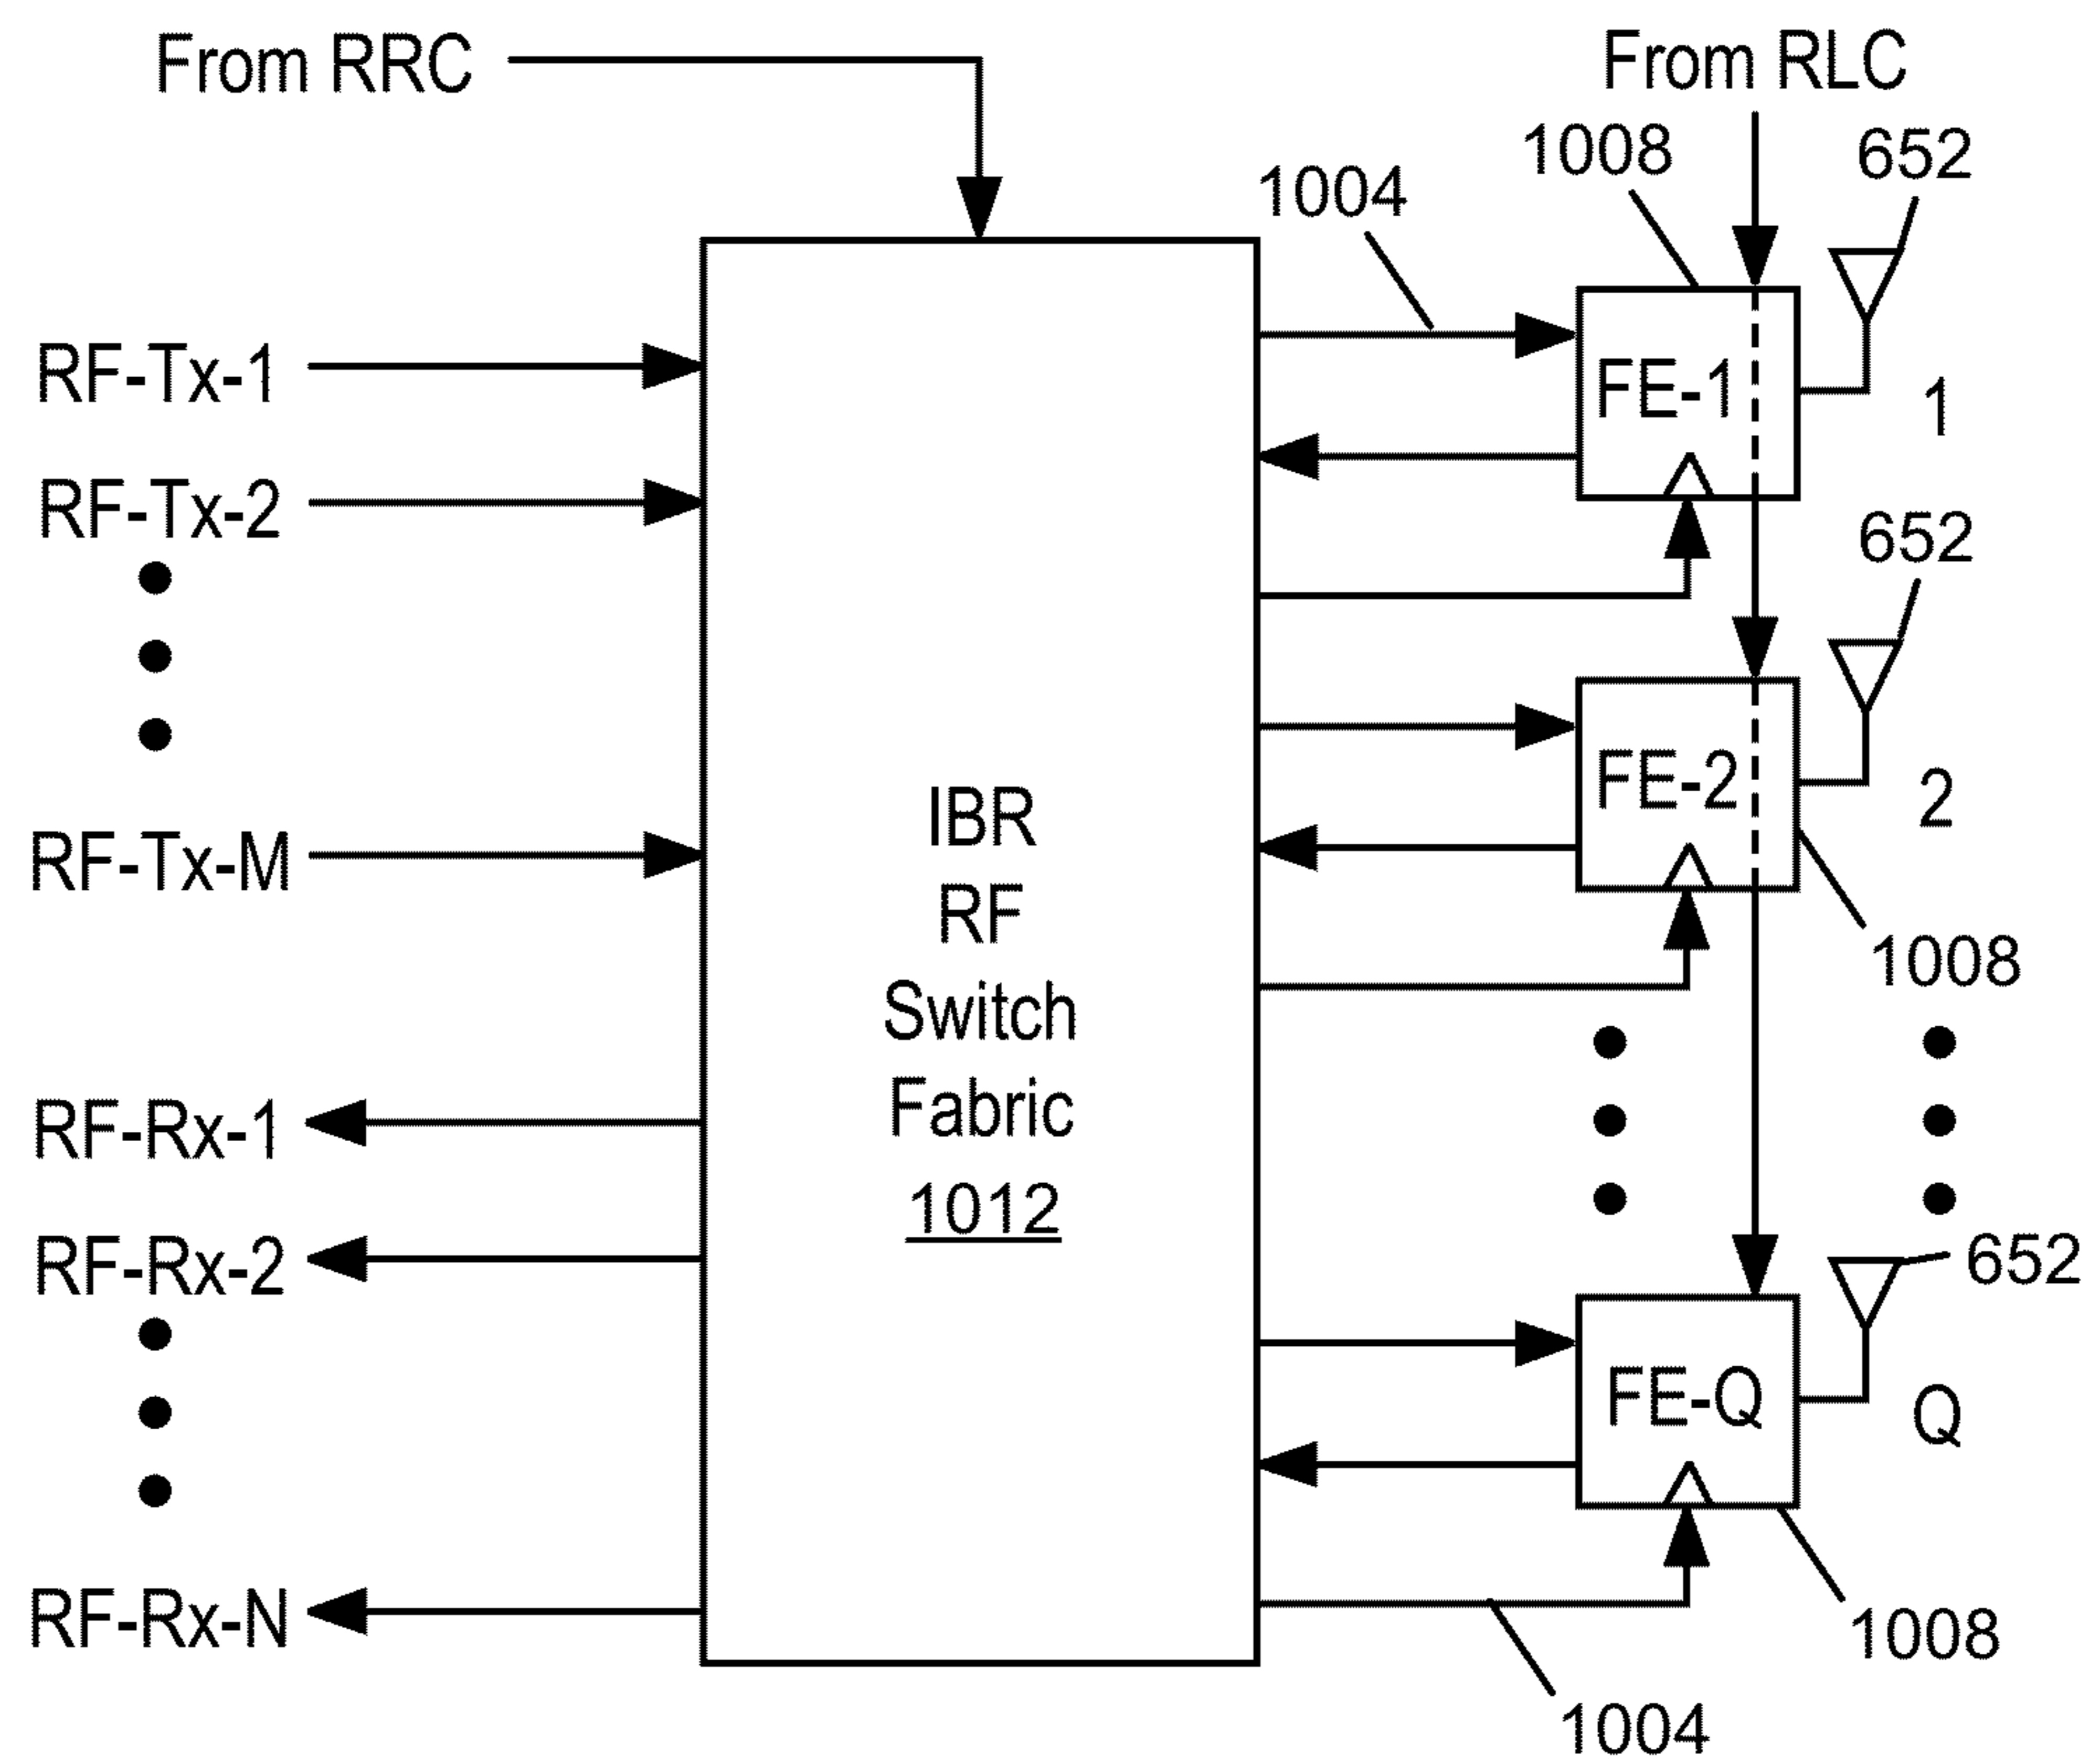 From RRC
From RLC
1008
652
1004
RF-Tx-1
FE-1
1
RF-Tx-2
652
FE-2
2
IBR
RF
Switch
Fabric
1012
RF-Tx-M
1008
RF-Rx-1
RF-Rx-2
652
FE-Q
Q
RF-Rx-N
1008
1004